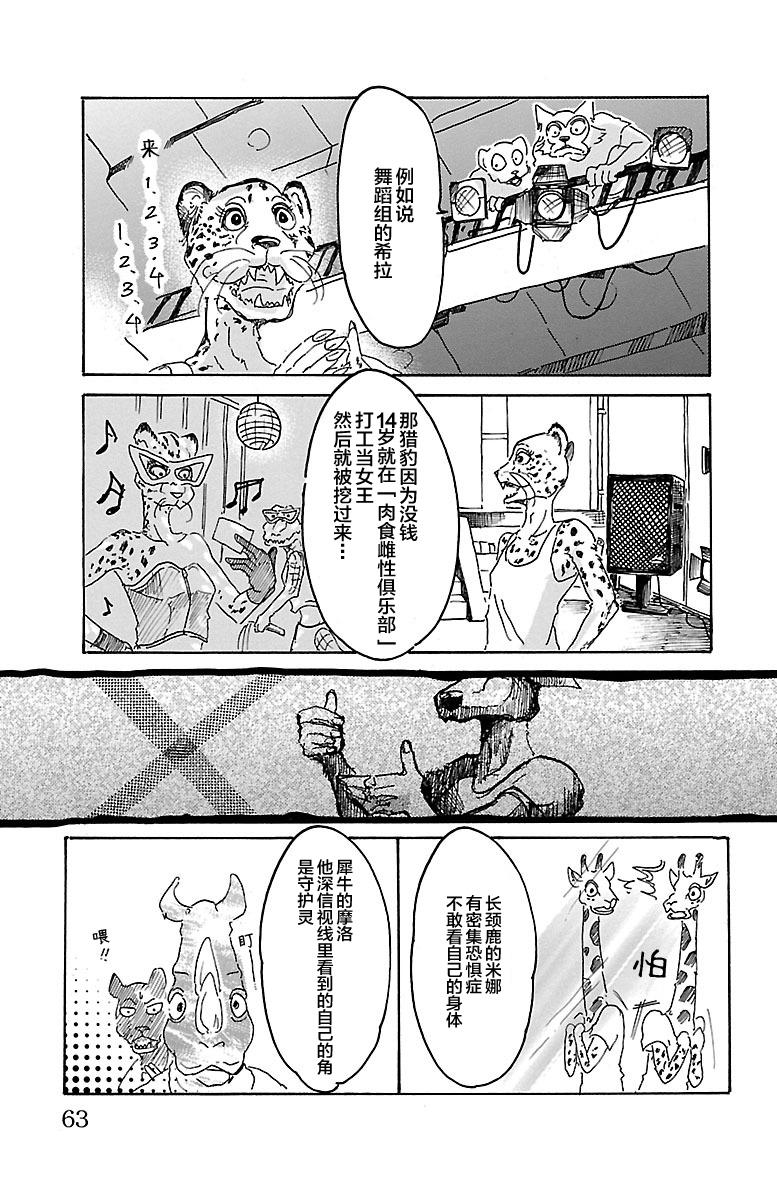 例如说
舞蹈组的希拉
来1、2、3、4
1、2、3、4
那猎豹因为没钱
14岁就在「肉食雌性俱乐部」
打工当女王
然后就被挖过来…
怕
长颈鹿的米娜
有密集恐惧症
不敢看自己的身体
犀牛的摩洛
他深信视线里看到的自己的角
是守护灵
盯
喂!!
63